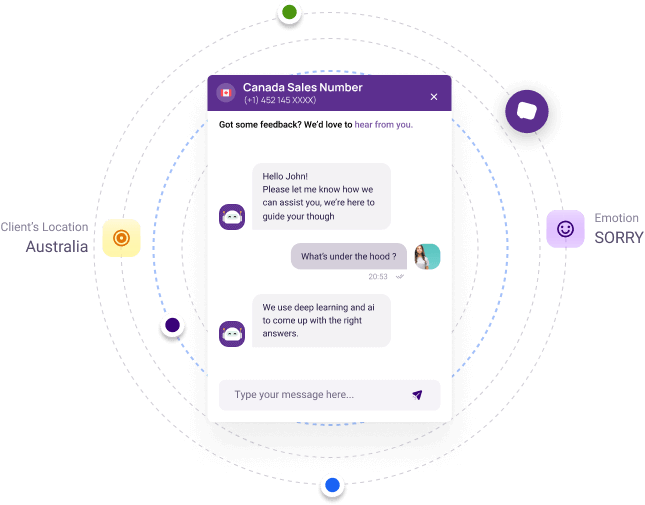 Canada Sales Number
(+1) 452 145 XXXX)
Got some feedback? We'd love to hear from you.
Hello John!
Please let me know how we
can assist you, we're here to
guide your though
What's under the hood ?
20:53
We use deep learning and ai
to come up with the right
answers.
Type your message here...
Client's Location
Australia
Emotion
SORRY